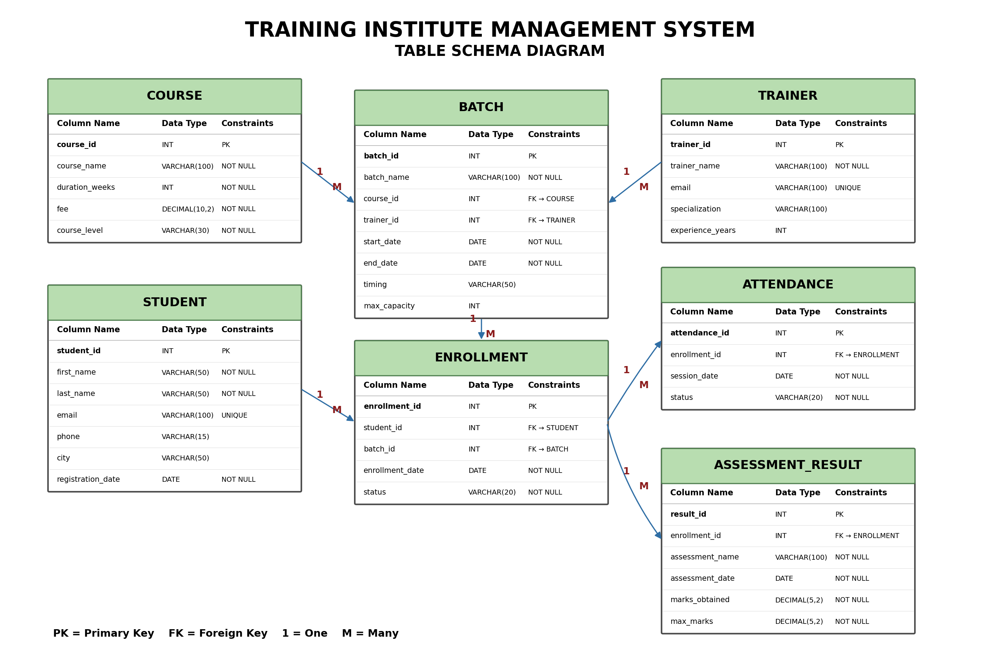 TRAINING INSTITUTE MANAGEMENT SYSTEM
TABLE SCHEMA DIAGRAM
COURSE
Column Name Data Type Constraints
course_id INT PK
course_name VARCHAR(100) NOT NULL
duration_weeks INT NOT NULL
fee DECIMAL(10,2) NOT NULL
course_level VARCHAR(30) NOT NULL
1
M
BATCH
Column Name Data Type Constraints
batch_id INT PK
batch_name VARCHAR(100) NOT NULL
course_id INT FK → COURSE
trainer_id INT FK → TRAINER
start_date DATE NOT NULL
end_date DATE NOT NULL
timing VARCHAR(50)
max_capacity INT
1
M
TRAINER
Column Name Data Type Constraints
trainer_id INT PK
trainer_name VARCHAR(100) NOT NULL
email VARCHAR(100) UNIQUE
specialization VARCHAR(100)
experience_years INT
1
M
STUDENT
Column Name Data Type Constraints
student_id INT PK
first_name VARCHAR(50) NOT NULL
last_name VARCHAR(50) NOT NULL
email VARCHAR(100) UNIQUE
phone VARCHAR(15)
city VARCHAR(50)
registration_date DATE NOT NULL
1
M
ENROLLMENT
Column Name Data Type Constraints
enrollment_id INT PK
student_id INT FK → STUDENT
batch_id INT FK → BATCH
enrollment_date DATE NOT NULL
status VARCHAR(20) NOT NULL
1
M
ATTENDANCE
Column Name Data Type Constraints
attendance_id INT PK
enrollment_id INT FK → ENROLLMENT
session_date DATE NOT NULL
status VARCHAR(20) NOT NULL
1
M
ASSESSMENT_RESULT
Column Name Data Type Constraints
result_id INT PK
enrollment_id INT FK → ENROLLMENT
assessment_name VARCHAR(100) NOT NULL
assessment_date DATE NOT NULL
marks_obtained DECIMAL(5,2) NOT NULL
max_marks DECIMAL(5,2) NOT NULL
PK = Primary Key FK = Foreign Key 1 = One M = Many